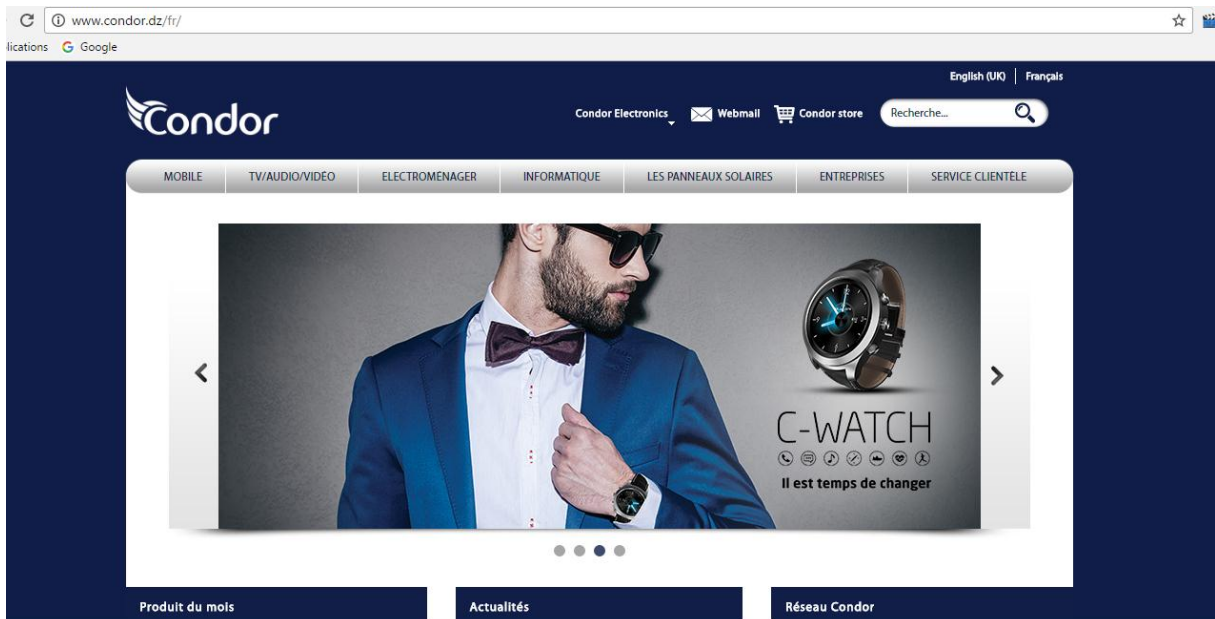 www.condor.dz/fr/
lications Google
English (UK) Français
Condor
Condor Electronics Webmail Condor store Recherche...
MOBILE TV/AUDIO/VIDÉO ELECTROMÉNAGER INFORMATIQUE LES PANNEAUX SOLAIRES ENTREPRISES SERVICE CLIENTÈLE
C-WATCH
Il est temps de changer
Produit du mois Actualités Réseau Condor